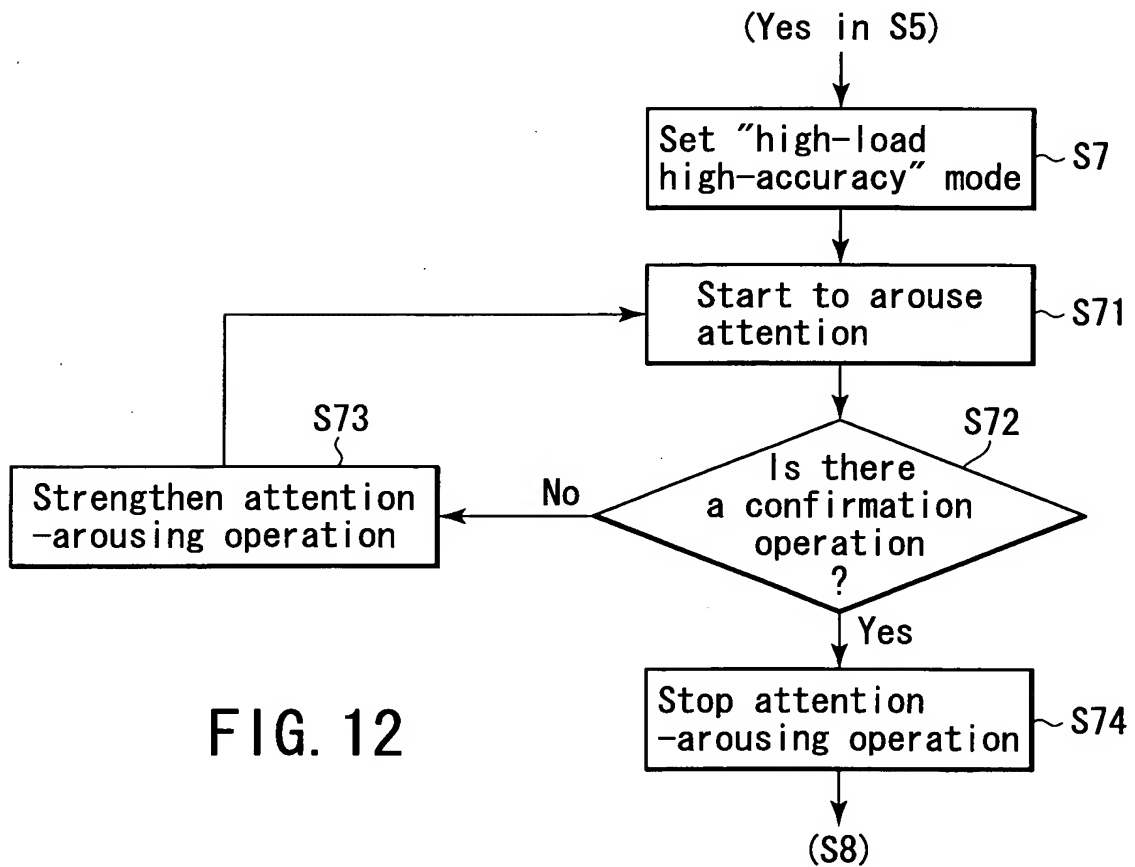 (Yes in S5)
Set "high-load
high-accuracy" mode
S7
Start to arouse
attention
S71
S73
S72
Strengthen attention
-arousing operation
No
Is there
a confirmation
operation
?
Yes
Stop attention
-arousing operation
S74
FIG. 12
(S8)